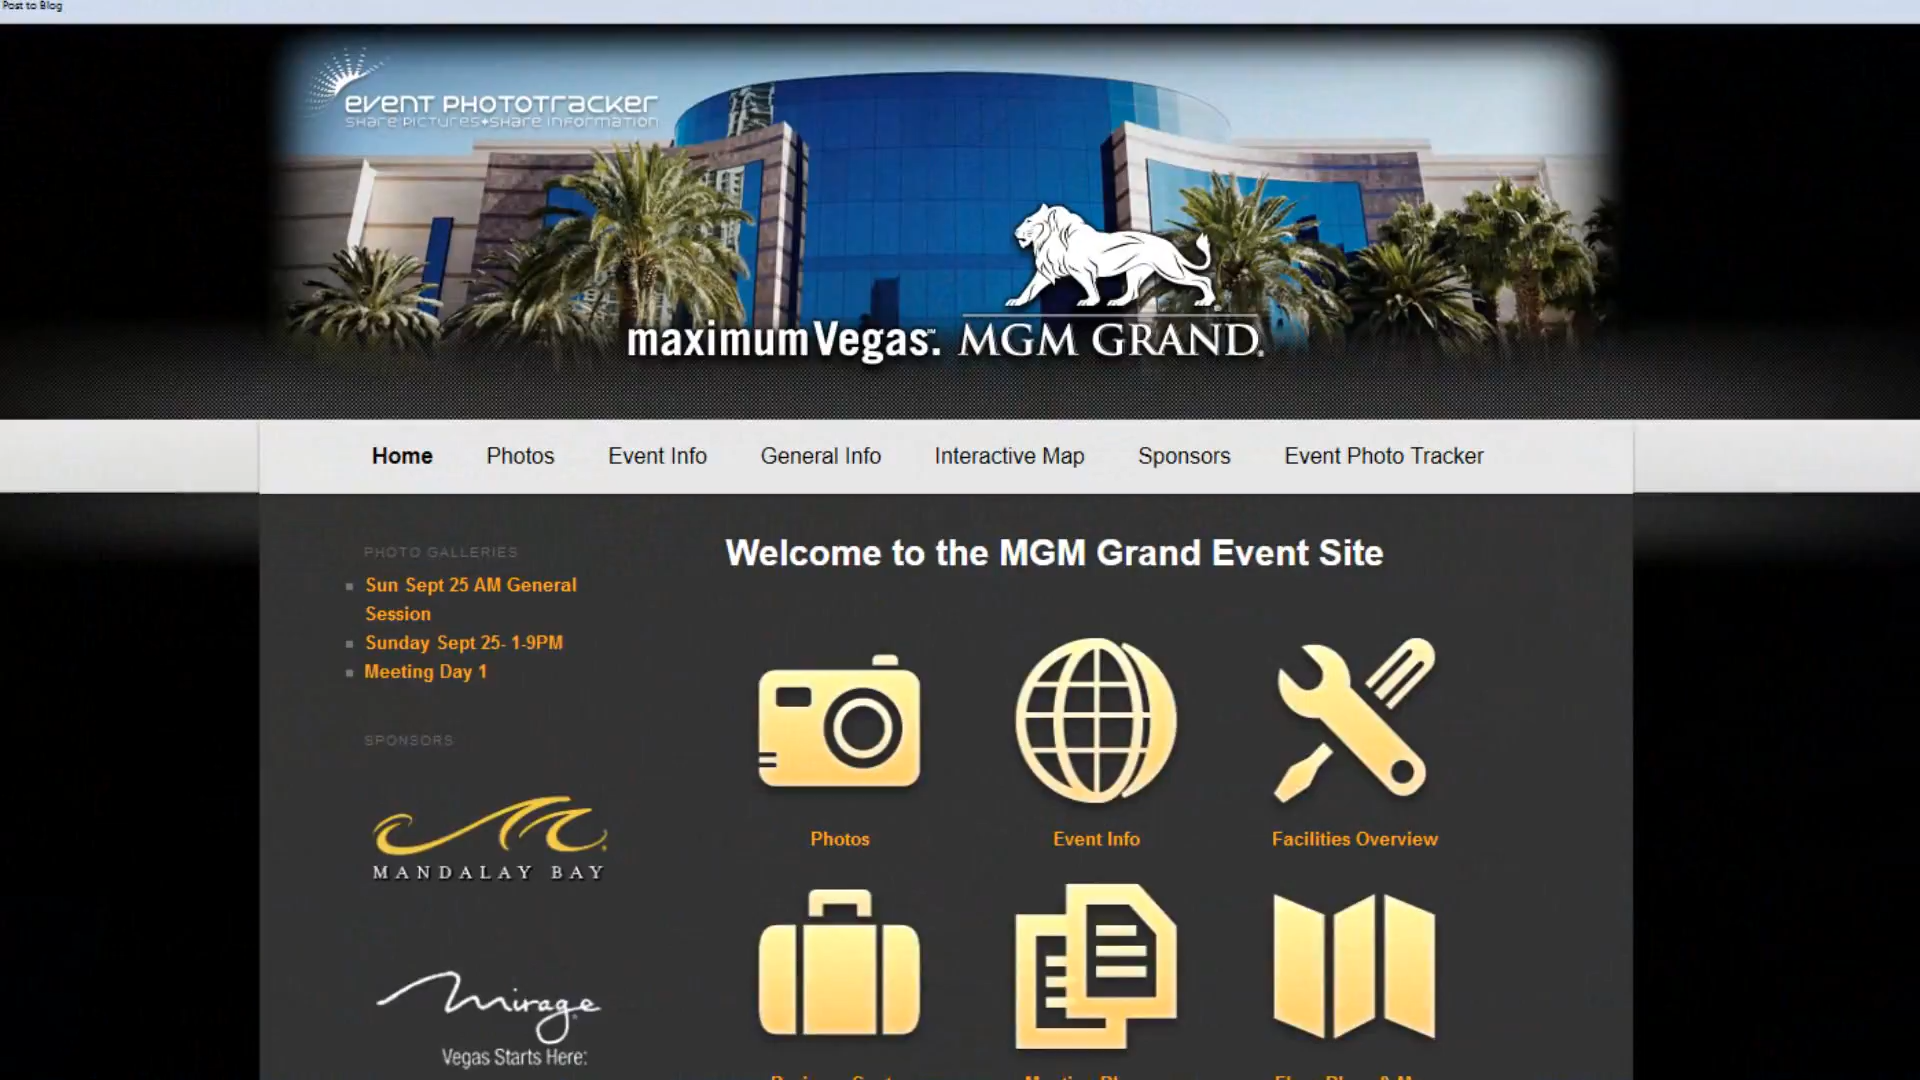 Post to Blog
event phototracker
share pictures+share information
maximumVegas.™ MGM GRAND®
Home Photos Event Info General Info Interactive Map Sponsors Event Photo Tracker
PHOTO GALLERIES
Sun Sept 25 AM General
Session
Sunday Sept 25- 1-9PM
Meeting Day 1
SPONSORS
MANDALAY BAY
Mirage
Vegas Starts Here:
Welcome to the MGM Grand Event Site
Photos Event Info Facilities Overview